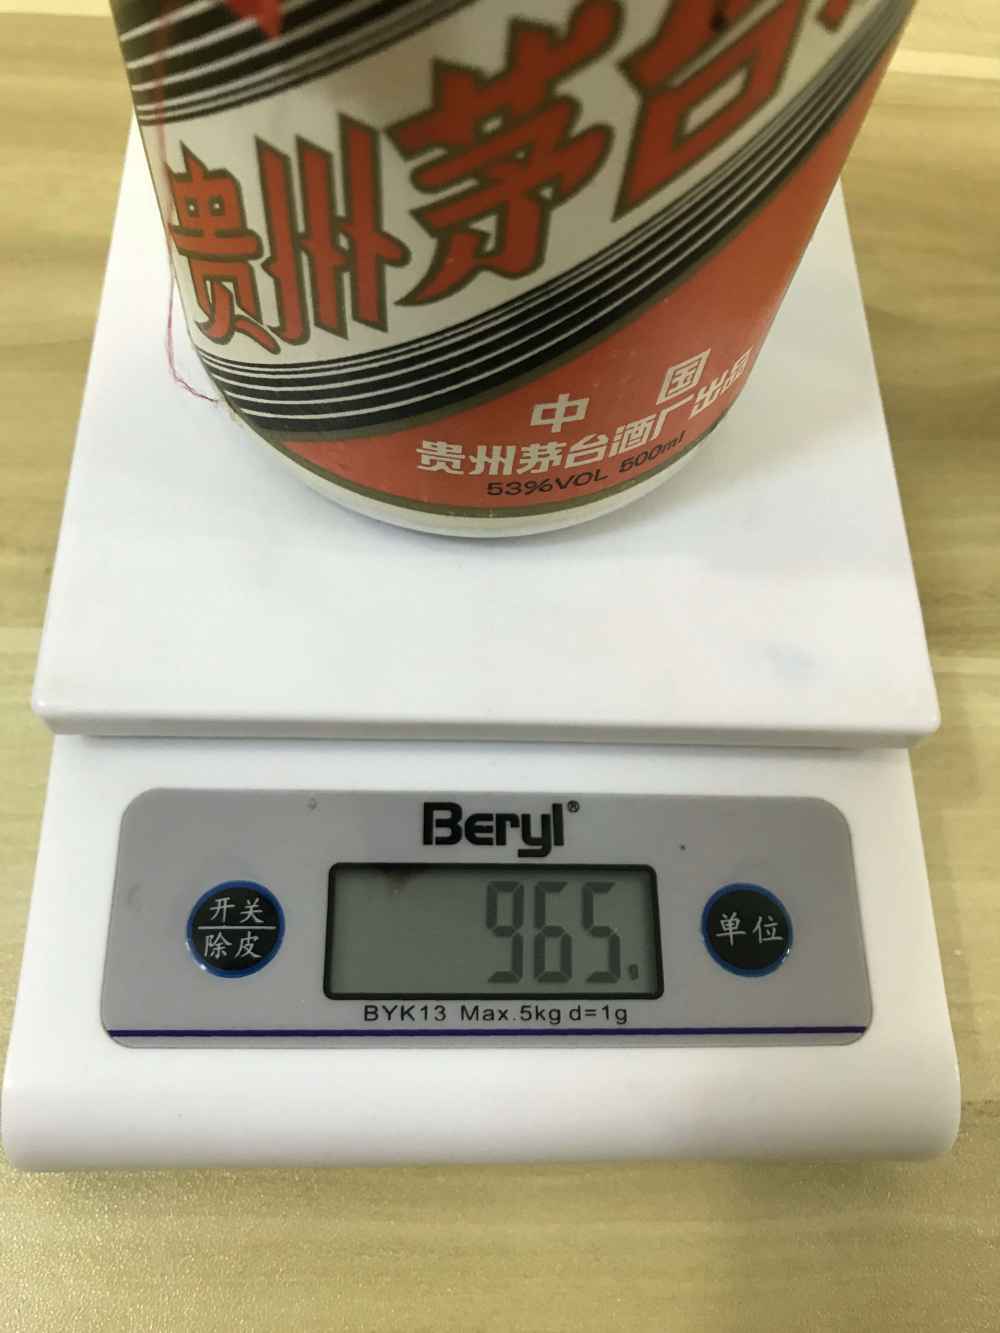 贵州茅台
中国
贵州茅台酒厂出品
53%VOL 500ml
Beryl®
开关
除皮
965.
单位
BYK13 Max.5kg d=1g